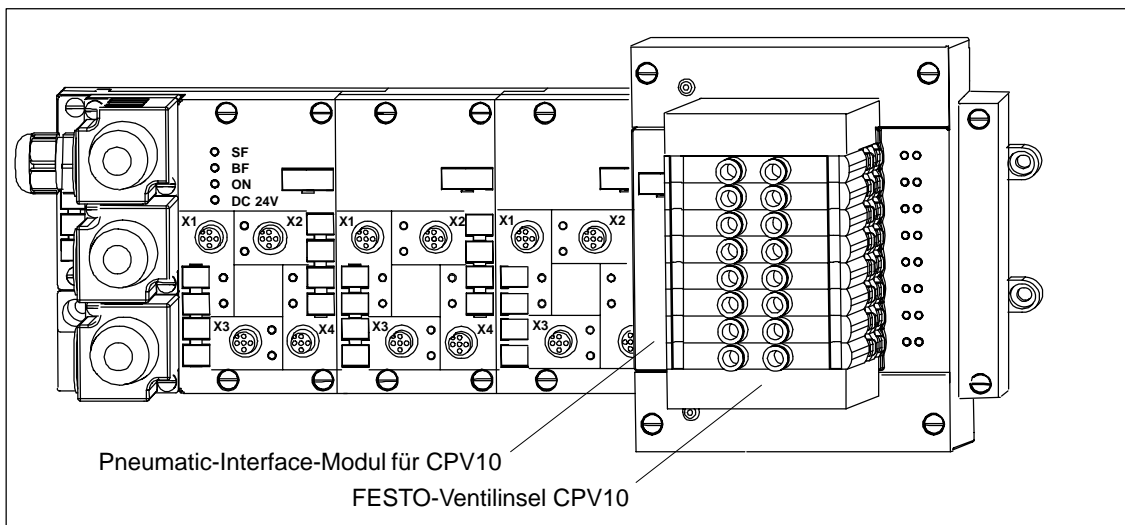 SF
BF
ON
DC 24V
X1 X2 X1 X2 X1 X2
X3 X4 X3 X4 X3 X4
Pneumatic-Interface-Modul für CPV10
FESTO-Ventilinsel CPV10